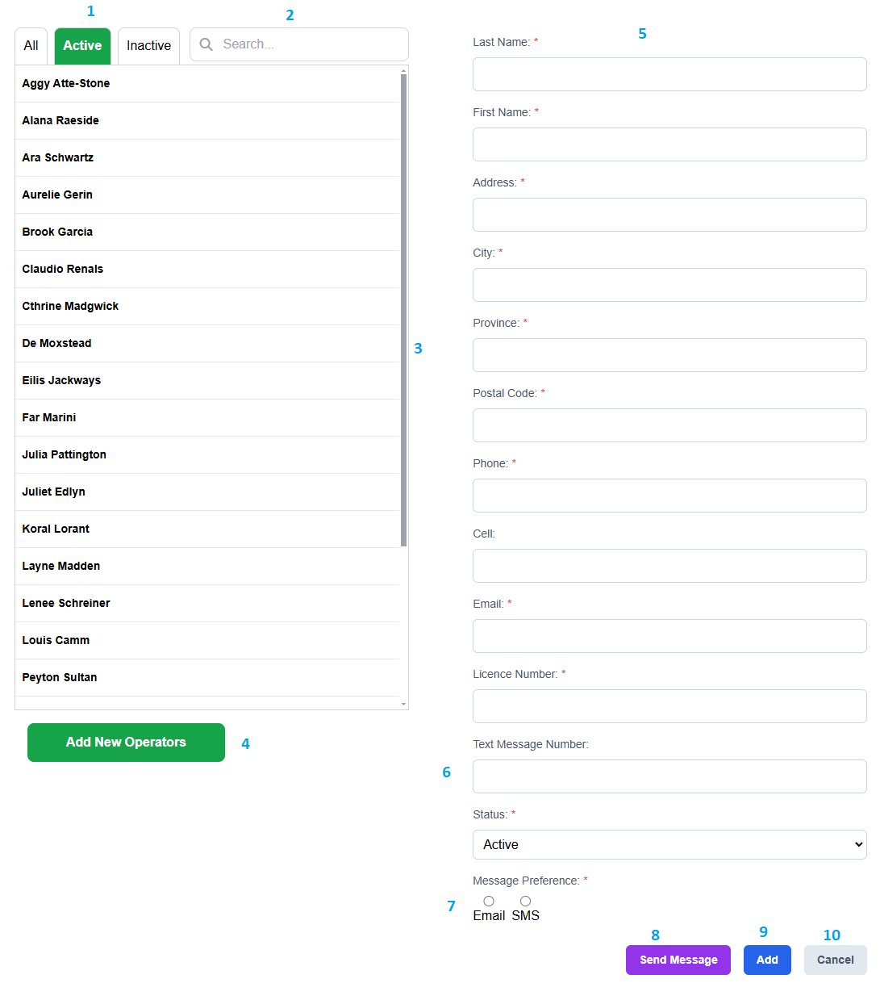 1
2
All Active Inactive Search...
Aggy Atte-Stone
Alana Raeside
Ara Schwartz
Aurelie Gerin
Brook Garcia
Claudio Renals
Cthrine Madgwick
De Moxstead
3
Eilis Jackways
Far Marini
Julia Pattington
Juliet Edlyn
Koral Lorant
Layne Madden
Lenee Schreiner
Louis Camm
Peyton Sultan
Add New Operators
4
5
Last Name: *
First Name: *
Address: *
City: *
Province: *
Postal Code: *
Phone: *
Cell:
Email: *
Licence Number: *
Text Message Number:
6
Status: *
Active
Message Preference: *
7
Email SMS
8 9 10
Send Message Add Cancel